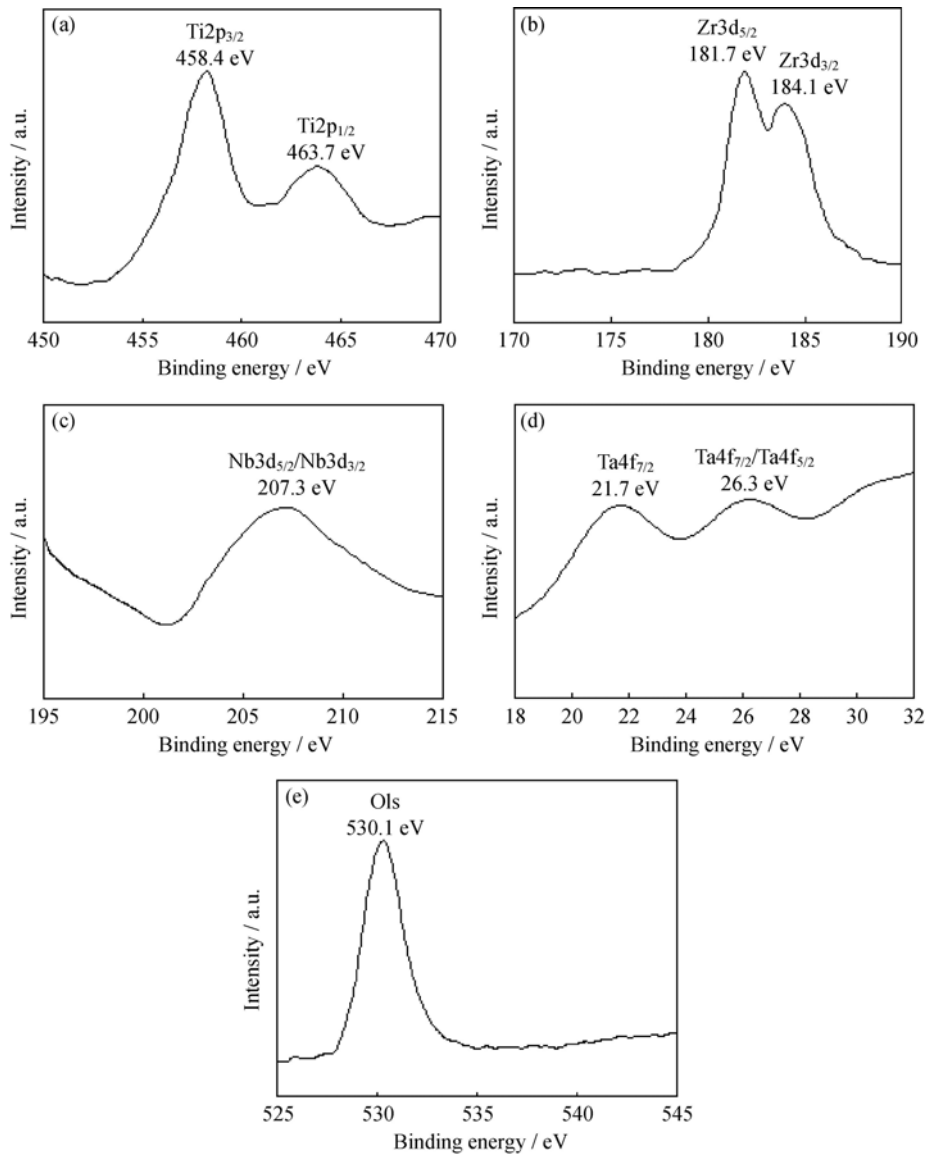 (a)
Ti2p3/2
458.4 eV
Ti2p1/2
463.7 eV
Intensity / a.u.
450 455 460 465 470
Binding energy / eV
(b)
Zr3d5/2
181.7 eV
Zr3d3/2
184.1 eV
Intensity / a.u.
170 175 180 185 190
Binding energy / eV
(c)
Nb3d5/2/Nb3d3/2
207.3 eV
Intensity / a.u.
195 200 205 210 215
Binding energy / eV
(d)
Ta4f7/2
21.7 eV
Ta4f7/2/Ta4f5/2
26.3 eV
Intensity / a.u.
18 20 22 24 26 28 30 32
Binding energy / eV
(e)
Ols
530.1 eV
Intensity / a.u.
525 530 535 540 545
Binding energy / eV